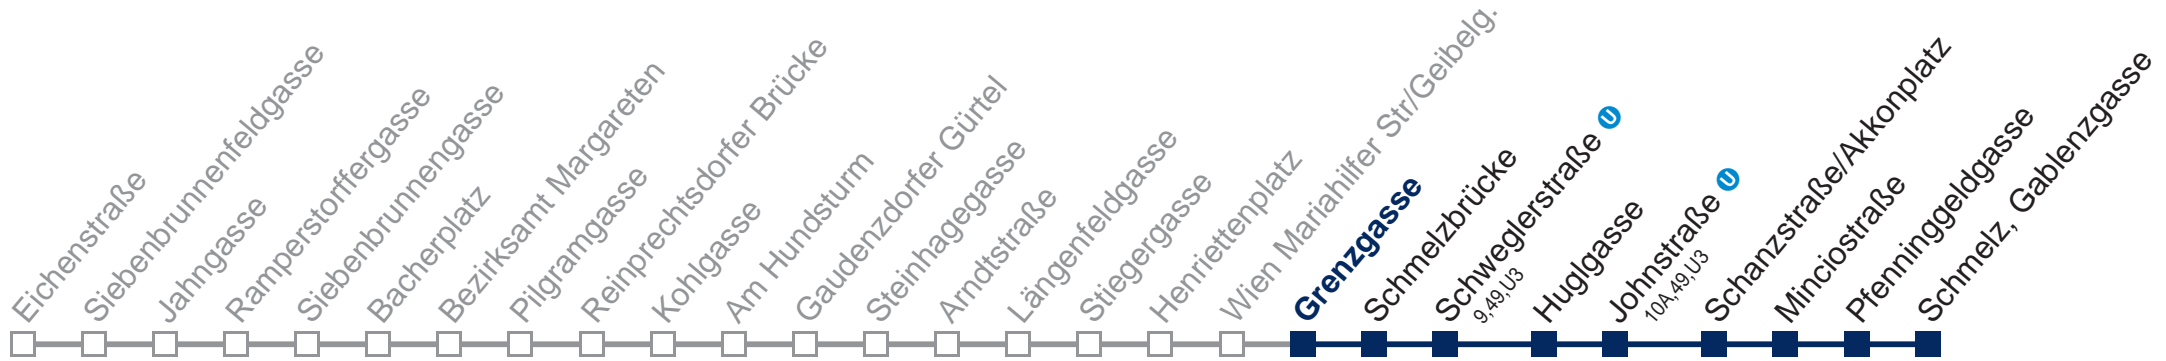 Eichenstraße
Siebenbrunnenfeldgasse
Jahngasse
Ramperstorffergasse
Siebenbrunnengasse
Bacherplatz
Bezirksamt Margareten
Pilgramgasse
Reinprechtsdorfer Brücke
Kohlgasse
Am Hundsturm
Gaudenzdorfer Gürtel
Steinhagegasse
Arndtstraße
Längenfeldgasse
Stiegergasse
Henriettenplatz
Wien Mariahilfer Str/Geibelg.
Grenzgasse
Schmelzbrücke
Schweglerstraße U
9,49,U3
Huglgasse
Johnstraße U
10A,49,U3
Schanzstraße/Akkonplatz
Minciostraße
Pfenninggeldgasse
Schmelz, Gablenzgasse